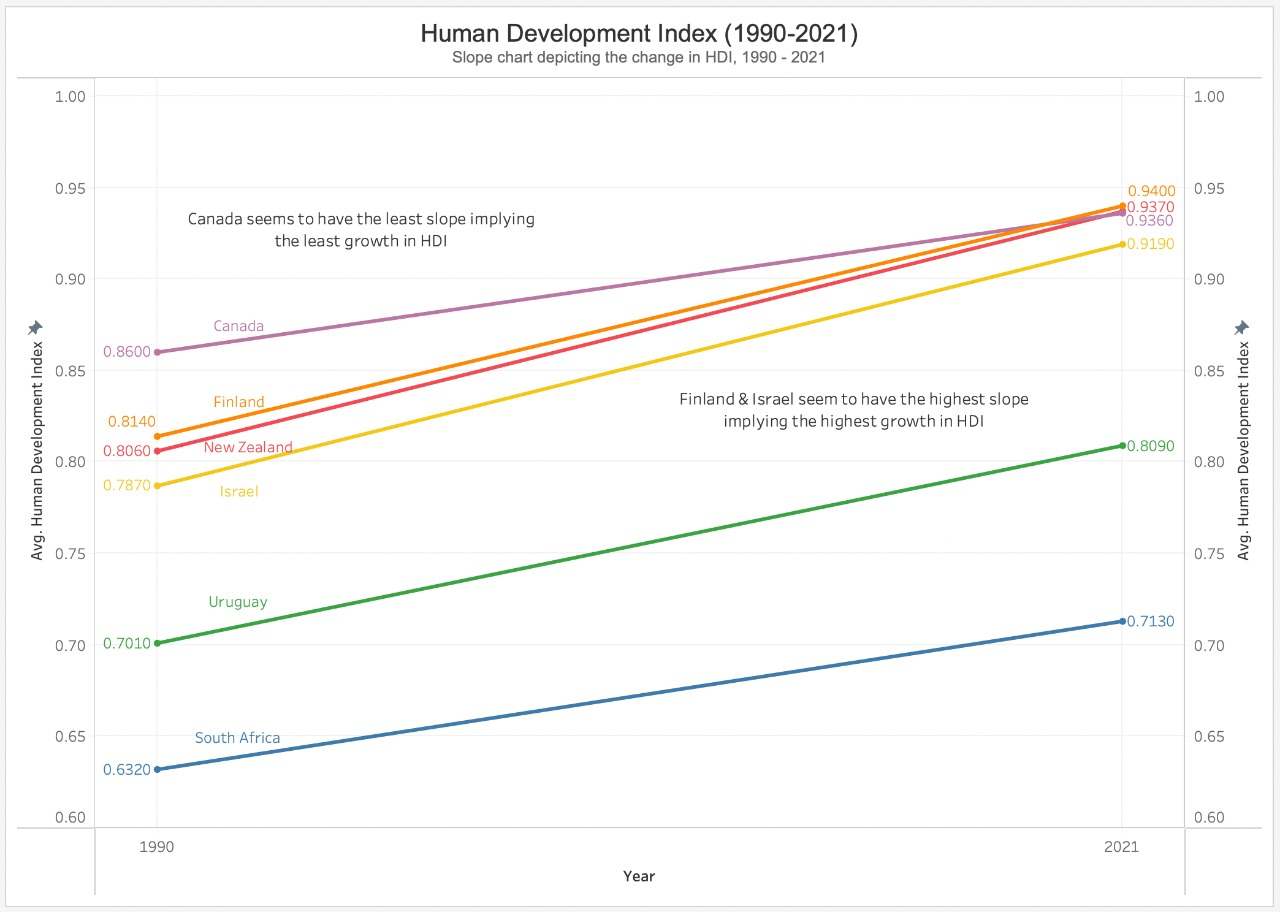 Human Development Index (1990-2021)
Slope chart depicting the change in HDI, 1990 - 2021
1.00
1.00
0.95
0.9400
0.95
0.9370
Canada seems to have the least slope implying
the least growth in HDI
0.9360
0.9190
0.90
0.90
Canada
0.8600
0.85
0.85
Finland
Finland & Israel seem to have the highest slope
implying the highest growth in HDI
0.8140
0.8060
New Zealand
0.8090
0.80
0.80
0.7870
Israel
Avg. Human Development Index
Avg. Human Development Index
0.75
0.75
Uruguay
0.7010
0.7130
0.70
0.70
South Africa
0.65
0.65
0.6320
0.60
0.60
1990
2021
Year